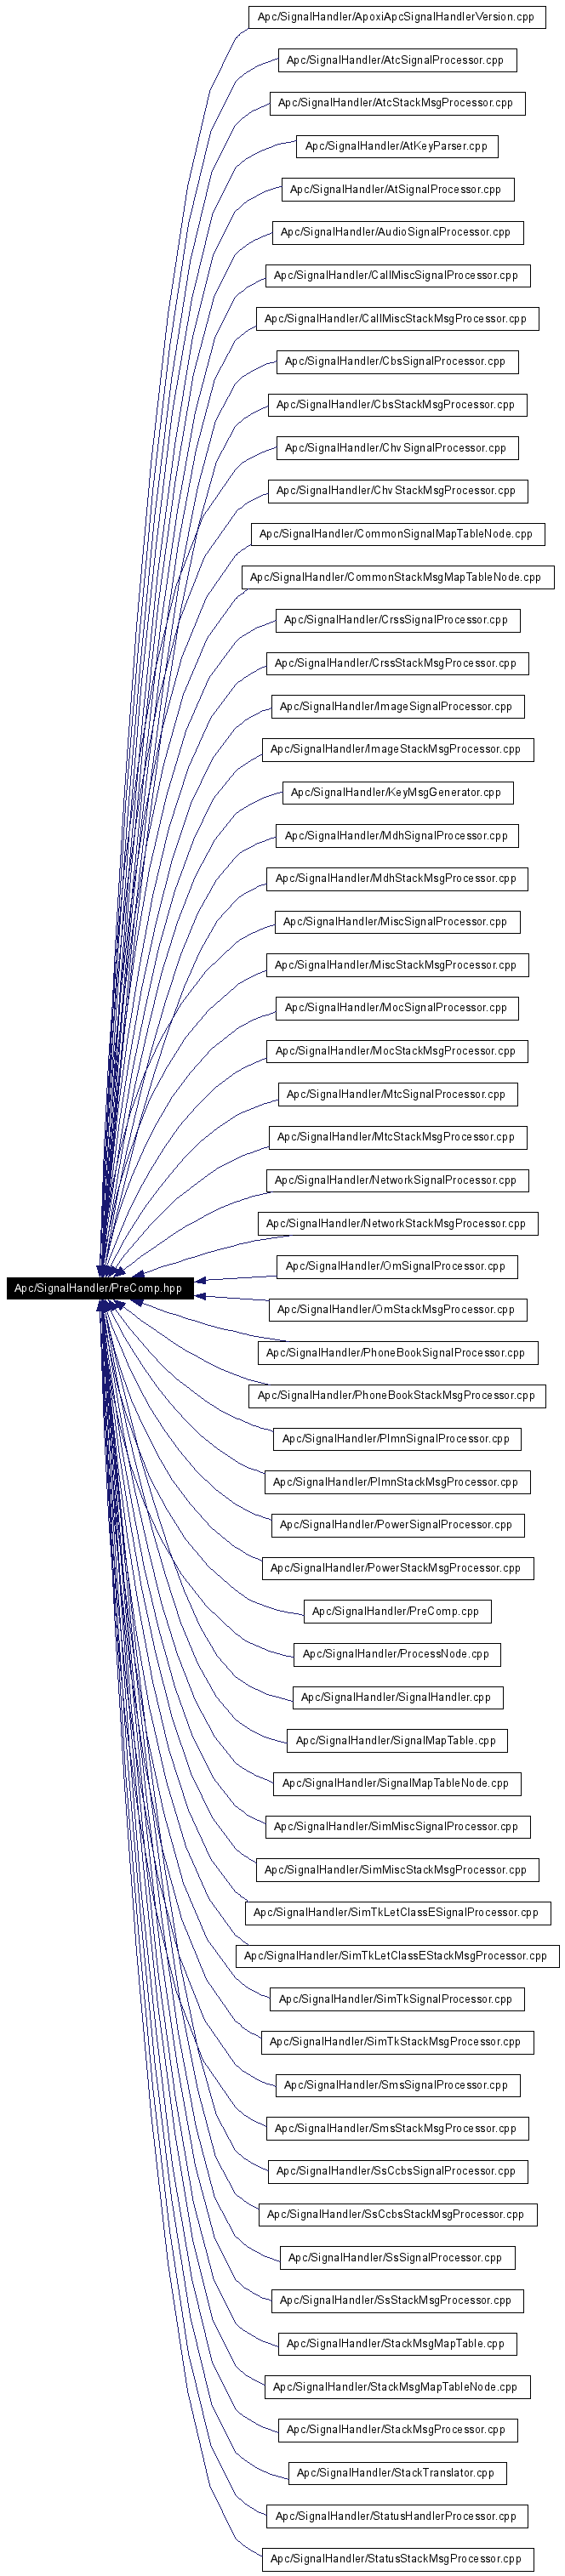 Apc/SignalHandler/ApoxiApcSignalHandlerVersion.cpp
Apc/SignalHandler/AtcSignalProcessor.cpp
Apc/SignalHandler/AtcStackMsgProcessor.cpp
Apc/SignalHandler/AtKeyParser.cpp
Apc/SignalHandler/AtSignalProcessor.cpp
Apc/SignalHandler/AudioSignalProcessor.cpp
Apc/SignalHandler/CallMiscSignalProcessor.cpp
Apc/SignalHandler/CallMiscStackMsgProcessor.cpp
Apc/SignalHandler/CbsSignalProcessor.cpp
Apc/SignalHandler/CbsStackMsgProcessor.cpp
Apc/SignalHandler/ChvSignalProcessor.cpp
Apc/SignalHandler/ChvStackMsgProcessor.cpp
Apc/SignalHandler/CommonSignalMapTableNode.cpp
Apc/SignalHandler/CommonStackMsgMapTableNode.cpp
Apc/SignalHandler/CrssSignalProcessor.cpp
Apc/SignalHandler/CrssStackMsgProcessor.cpp
Apc/SignalHandler/ImageSignalProcessor.cpp
Apc/SignalHandler/ImageStackMsgProcessor.cpp
Apc/SignalHandler/KeyMsgGenerator.cpp
Apc/SignalHandler/MdhSignalProcessor.cpp
Apc/SignalHandler/MdhStackMsgProcessor.cpp
Apc/SignalHandler/MiscSignalProcessor.cpp
Apc/SignalHandler/MiscStackMsgProcessor.cpp
Apc/SignalHandler/MocSignalProcessor.cpp
Apc/SignalHandler/MocStackMsgProcessor.cpp
Apc/SignalHandler/MtcSignalProcessor.cpp
Apc/SignalHandler/MtcStackMsgProcessor.cpp
Apc/SignalHandler/NetworkSignalProcessor.cpp
Apc/SignalHandler/NetworkStackMsgProcessor.cpp
Apc/SignalHandler/OmSignalProcessor.cpp
Apc/SignalHandler/PreComp.hpp
Apc/SignalHandler/OmStackMsgProcessor.cpp
Apc/SignalHandler/PhoneBookSignalProcessor.cpp
Apc/SignalHandler/PhoneBookStackMsgProcessor.cpp
Apc/SignalHandler/PlmnSignalProcessor.cpp
Apc/SignalHandler/PlmnStackMsgProcessor.cpp
Apc/SignalHandler/PowerSignalProcessor.cpp
Apc/SignalHandler/PowerStackMsgProcessor.cpp
Apc/SignalHandler/PreComp.cpp
Apc/SignalHandler/ProcessNode.cpp
Apc/SignalHandler/SignalHandler.cpp
Apc/SignalHandler/SignalMapTable.cpp
Apc/SignalHandler/SignalMapTableNode.cpp
Apc/SignalHandler/SimMiscSignalProcessor.cpp
Apc/SignalHandler/SimMiscStackMsgProcessor.cpp
Apc/SignalHandler/SimTkLetClassESignalProcessor.cpp
Apc/SignalHandler/SimTkLetClassEStackMsgProcessor.cpp
Apc/SignalHandler/SimTkSignalProcessor.cpp
Apc/SignalHandler/SimTkStackMsgProcessor.cpp
Apc/SignalHandler/SmsSignalProcessor.cpp
Apc/SignalHandler/SmsStackMsgProcessor.cpp
Apc/SignalHandler/SsCcbsSignalProcessor.cpp
Apc/SignalHandler/SsCcbsStackMsgProcessor.cpp
Apc/SignalHandler/SsSignalProcessor.cpp
Apc/SignalHandler/SsStackMsgProcessor.cpp
Apc/SignalHandler/StackMsgMapTable.cpp
Apc/SignalHandler/StackMsgMapTableNode.cpp
Apc/SignalHandler/StackMsgProcessor.cpp
Apc/SignalHandler/StackTranslator.cpp
Apc/SignalHandler/StatusHandlerProcessor.cpp
Apc/SignalHandler/StatusStackMsgProcessor.cpp